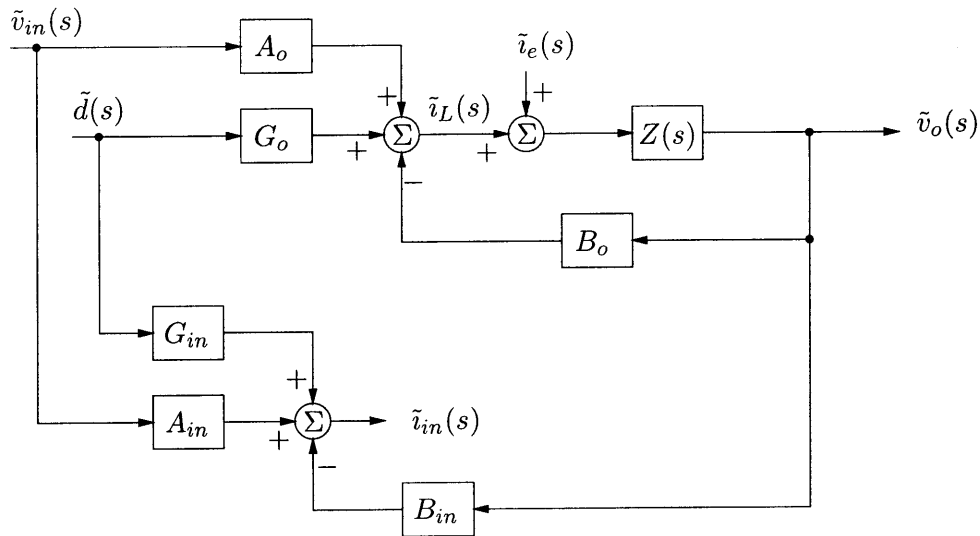 ṽ_in(s)
A_o
ĩ_e(s)
d̃(s)
+
ĩ_L(s)
+
G_o
Σ
Σ
Z(s)
ṽ_o(s)
+
+
−
B_o
G_in
+
A_in
Σ
ĩ_in(s)
+
−
B_in